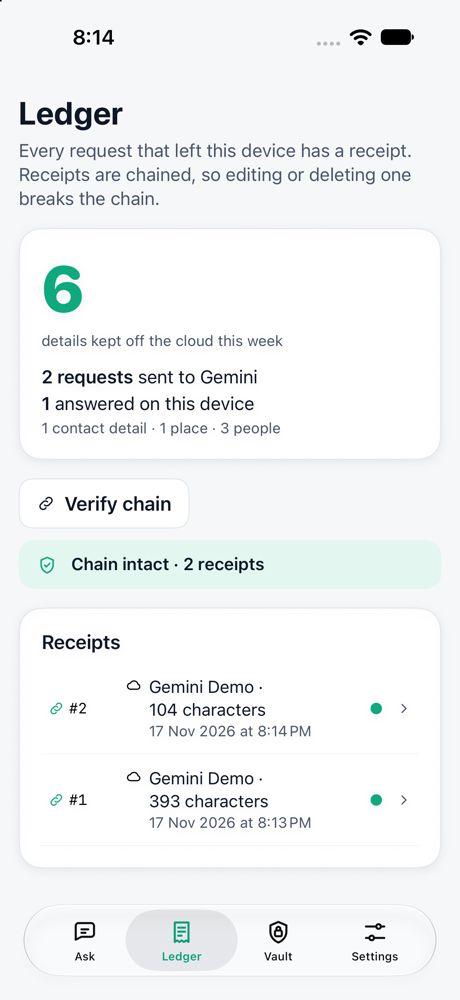 8:14
Ledger
Every request that left this device has a receipt.
Receipts are chained, so editing or deleting one
breaks the chain.
6
details kept off the cloud this week
2 requests sent to Gemini
1 answered on this device
1 contact detail · 1 place · 3 people
Verify chain
Chain intact · 2 receipts
Receipts
#2
Gemini Demo ·
104 characters
17 Nov 2026 at 8:14 PM
#1
Gemini Demo ·
393 characters
17 Nov 2026 at 8:13 PM
Ask
Ledger
Vault
Settings